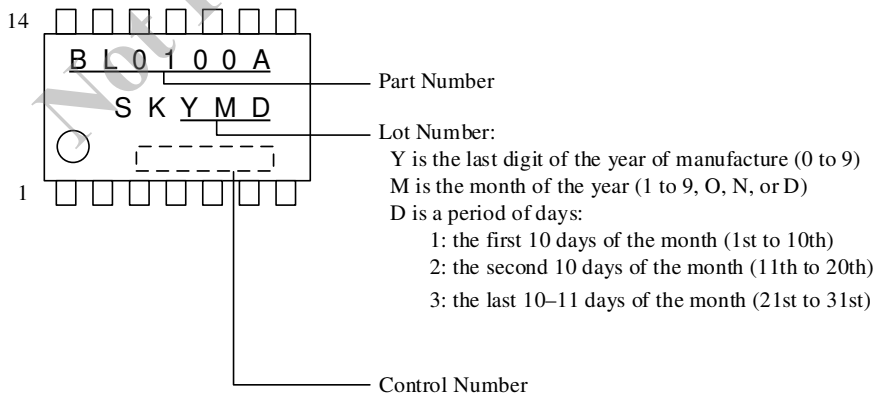 14
BL0100A
SKYMD
1
Part Number
Lot Number:
Y is the last digit of the year of manufacture (0 to 9)
M is the month of the year (1 to 9, O, N, or D)
D is a period of days:
1: the first 10 days of the month (1st to 10th)
2: the second 10 days of the month (11th to 20th)
3: the last 10–11 days of the month (21st to 31st)
Control Number
Not